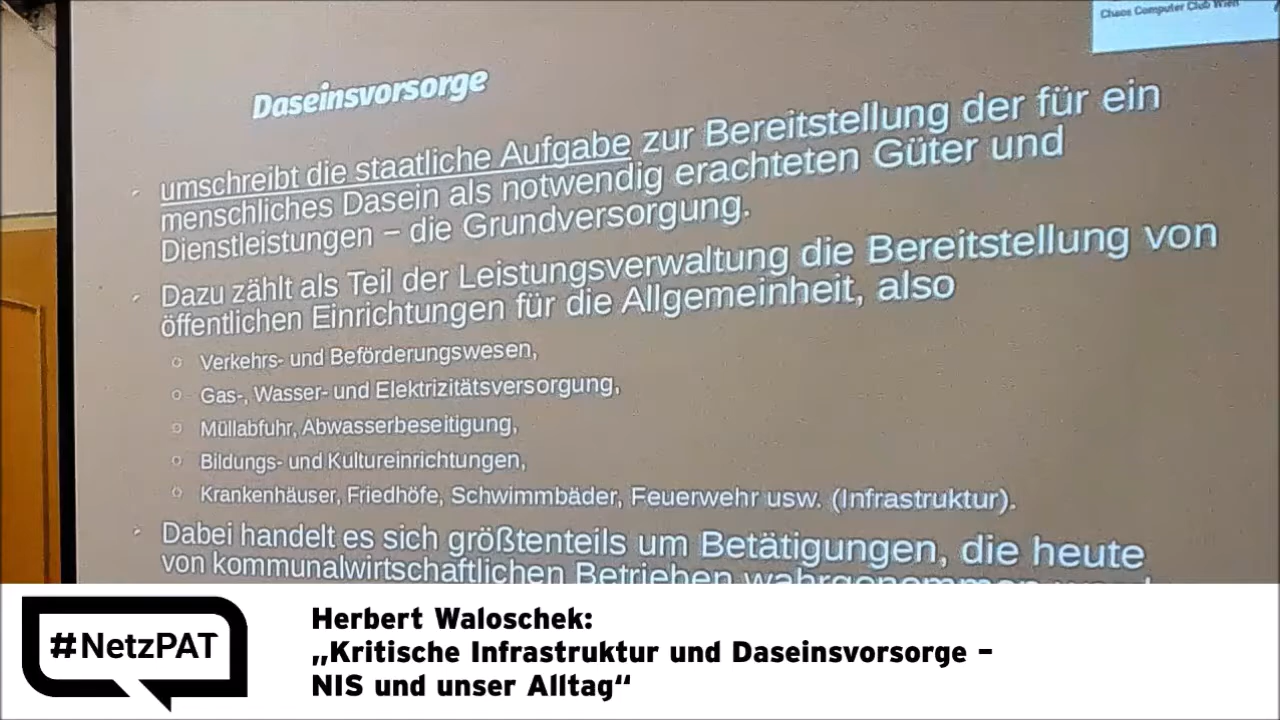 Chaos Computer Club Wien
Daseinsvorsorge
umschreibt die staatliche Aufgabe zur Bereitstellung der für ein
menschliches Dasein als notwendig erachteten Güter und
Dienstleistungen – die Grundversorgung.
Dazu zählt als Teil der Leistungsverwaltung die Bereitstellung von
öffentlichen Einrichtungen für die Allgemeinheit, also
Verkehrs- und Beförderungswesen,
Gas-, Wasser- und Elektrizitätsversorgung,
Müllabfuhr, Abwasserbeseitigung,
Bildungs- und Kultureinrichtungen,
Krankenhäuser, Friedhöfe, Schwimmbäder, Feuerwehr usw. (Infrastruktur).
Dabei handelt es sich größtenteils um Betätigungen, die heute
von kommunalwirtschaftlichen Betrieben wahrgenommen
#NetzPAT
Herbert Waloschek:
„Kritische Infrastruktur und Daseinsvorsorge –
NIS und unser Alltag“